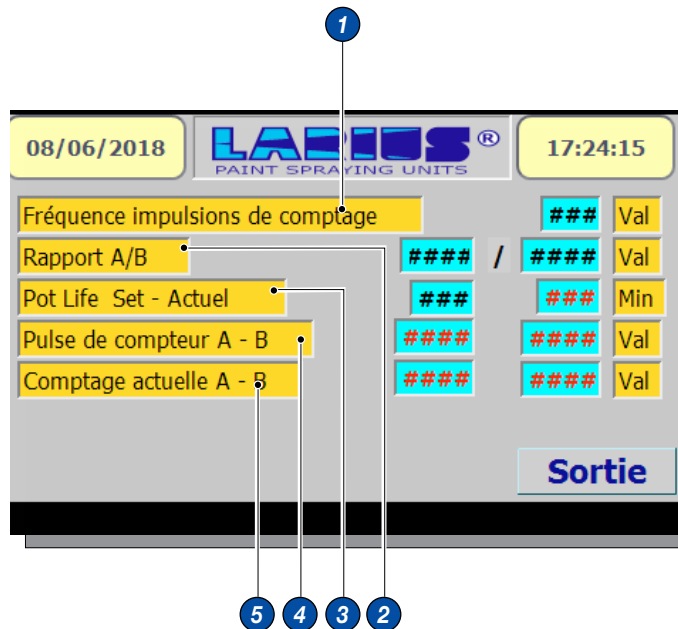 1
08/06/2018 LARIUS ® 17:24:15
PAINT SPRAYING UNITS
Fréquence impulsions de comptage ### Val
Rapport A/B #### / #### Val
Pot Life Set - Actuel ### ### Min
Pulse de compteur A - B #### #### Val
Comptage actuelle A - B #### #### Val
Sortie
5 4 3 2